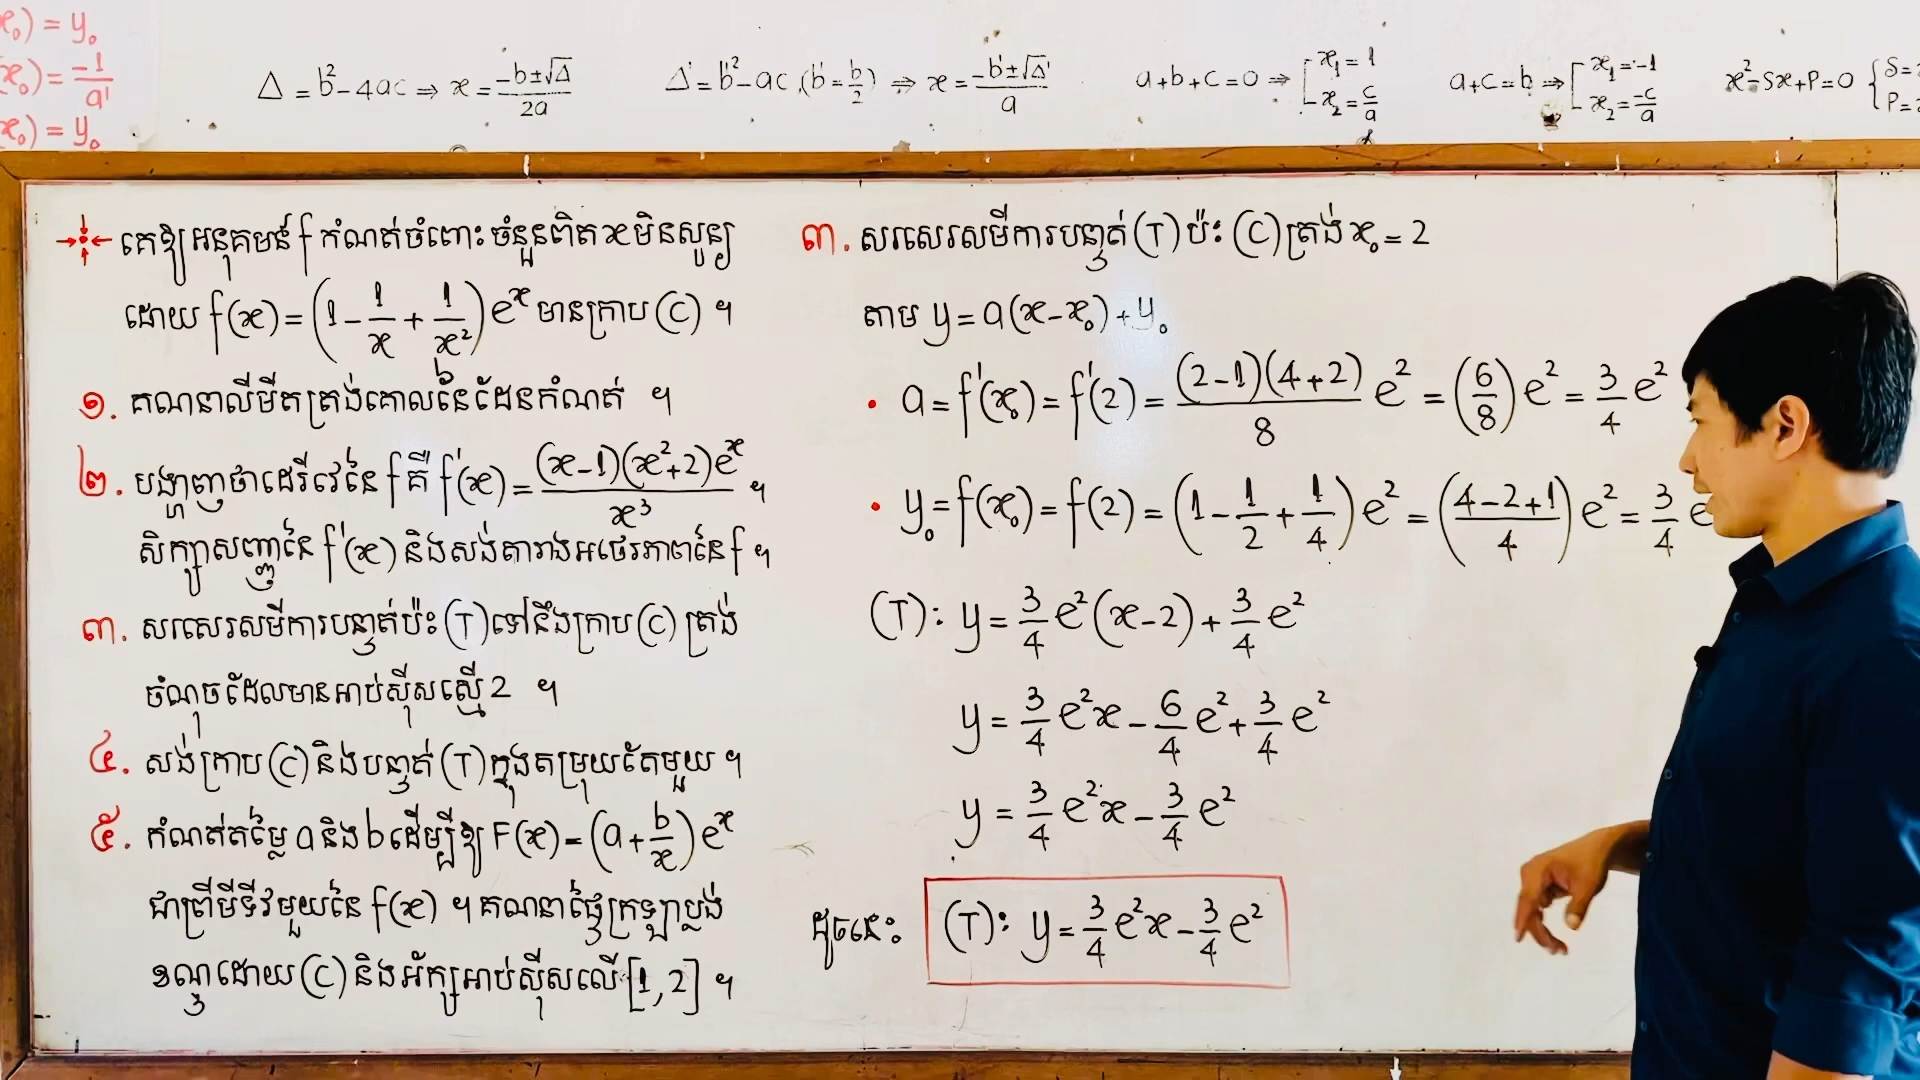 x₀) = y₀
x₀) = -1/a'
x₀) = y₀
Δ = b² - 4ac ⇒ x = (-b±√Δ)/2a
Δ' = b'² - ac, (b' = b/2) ⇒ x = (-b'±√Δ')/a
a+b+c=0 ⇒ [x₁ = 1, x₂ = c/a
a+c=b ⇒ [x₁ = -1, x₂ = -c/a
x² - Sx + P = 0 { S= P=
គេឱ្យអនុគមន៍ f កំណត់ចំពោះចំនួនពិត x មិនសូន្យ
ដោយ f(x) = (1 - 1/x + 1/x²)eˣ មានក្រាប (C) ។
១. គណនាលីមីតត្រង់គោលនៃដែនកំណត់ ។
២. បង្ហាញថាដេរីវេនៃ f គឺ f'(x) = (x-1)(x²+2)eˣ/x³ ។
សិក្សាសញ្ញានៃ f'(x) និងសង់តារាងអថេរភាពនៃ f ។
៣. សរសេរសមីការបន្ទាត់ប៉ះ (T) ទៅនឹងក្រាប (C) ត្រង់
ចំណុចដែលមានអាប់ស៊ីសស្មើ 2 ។
៤. សង់ក្រាប (C) និងបន្ទាត់ (T) ក្នុងតម្រុយតែមួយ ។
៥. កំណត់តម្លៃ a និង b ដើម្បីឱ្យ F(x) = (a + b/x)eˣ
ជាព្រីមីទីវមួយនៃ f(x) ។ គណនាផ្ទៃក្រឡាប្លង់
ខណ្ឌដោយ (C) និងអ័ក្សអាប់ស៊ីសលើ [1, 2] ។
៣. សរសេរសមីការបន្ទាត់ (T) ប៉ះ (C) ត្រង់ x₀ = 2
តាម y = a(x - x₀) + y₀
• a = f'(x₀) = f'(2) = (2-1)(4+2)/8 e² = (6/8)e² = 3/4 e²
• y₀ = f(x₀) = f(2) = (1 - 1/2 + 1/4)e² = ((4-2+1)/4)e² = 3/4 e
(T): y = 3/4 e²(x-2) + 3/4 e²
y = 3/4 e²x - 6/4 e² + 3/4 e²
y = 3/4 e²x - 3/4 e²
ដូចនេះ (T): y = 3/4 e²x - 3/4 e²